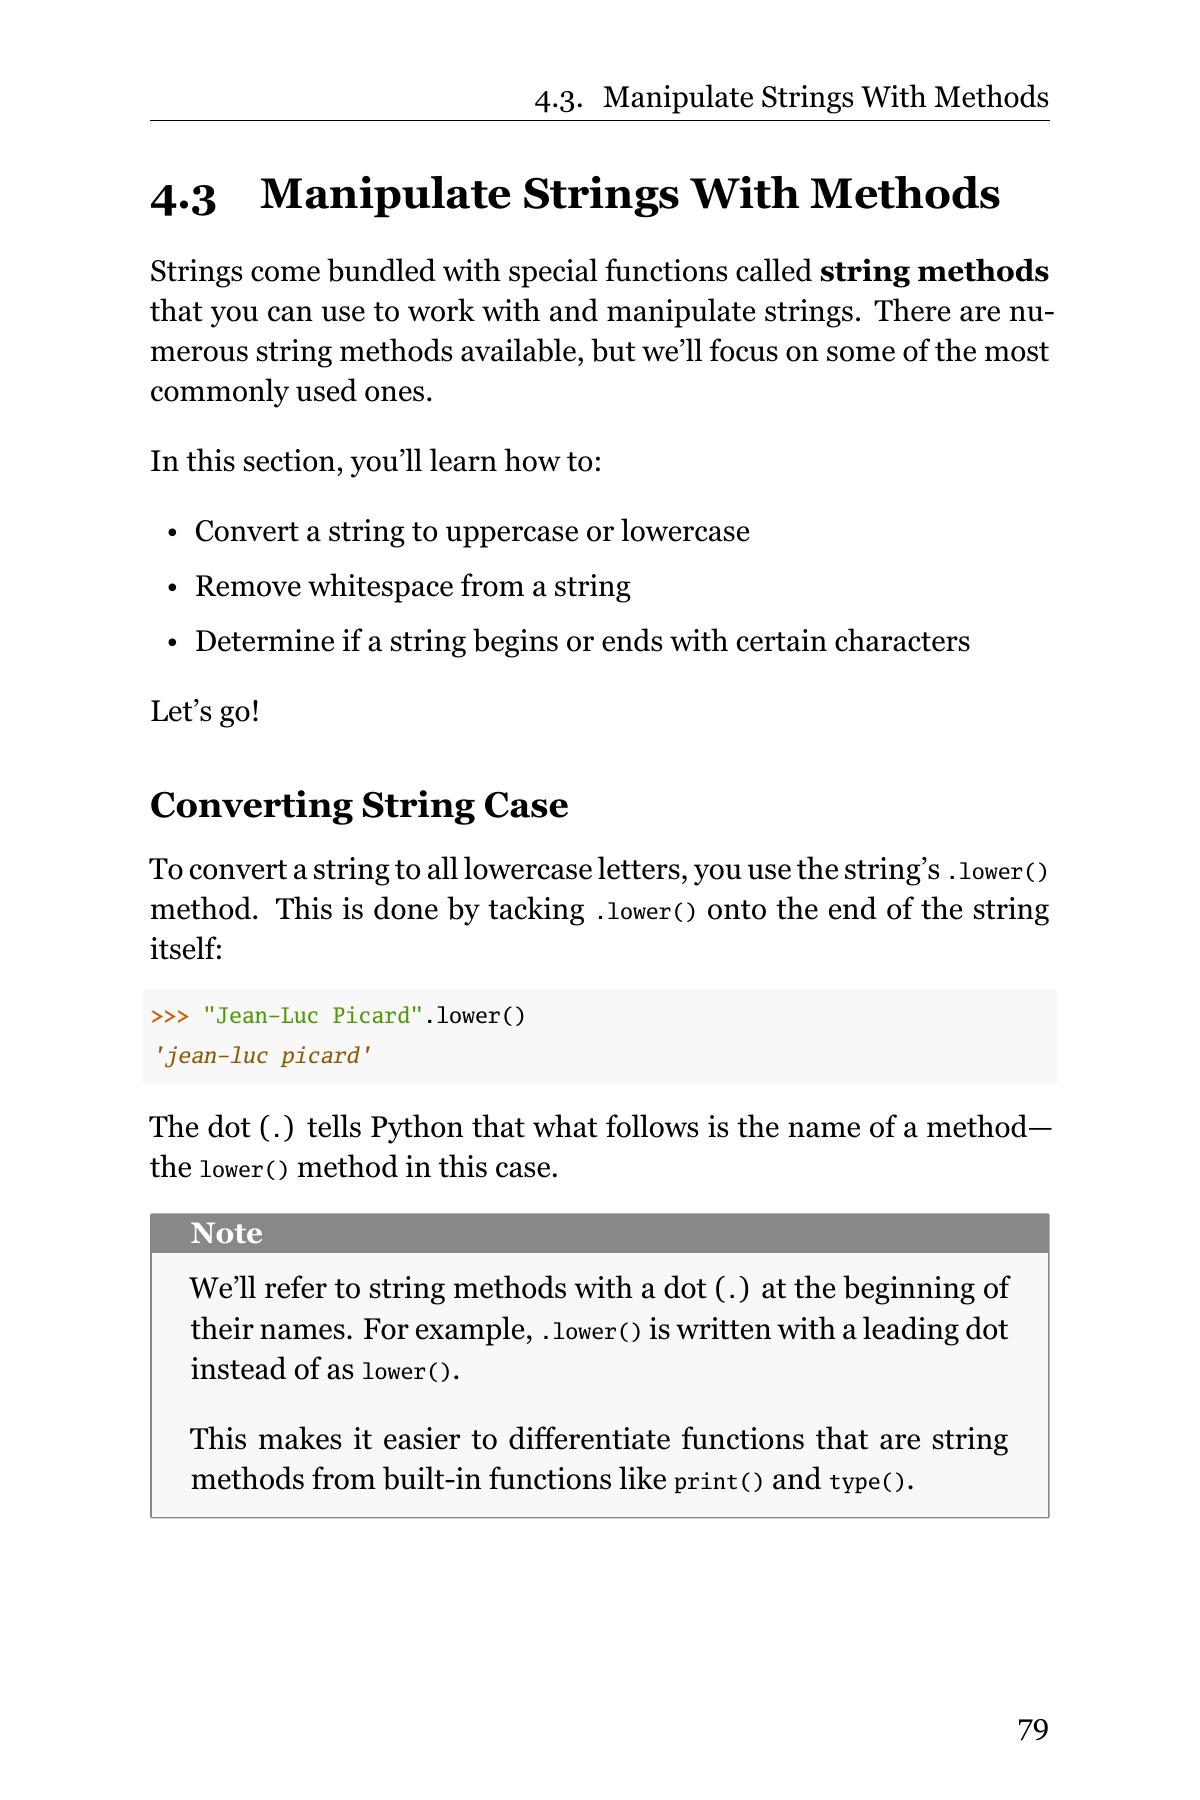 4.3. Manipulate Strings With Methods
4.3 Manipulate Strings With Methods
Strings come bundled with special functions called string methods
that you can use to work with and manipulate strings. There are nu-
merous string methods available, but we’ll focus on some of the most
commonly used ones.
In this section, you’ll learn how to:
• Convert a string to uppercase or lowercase
• Remove whitespace from a string
• Determine if a string begins or ends with certain characters
Let’s go!
Converting String Case
To convert a string to all lowercase letters, you use the string’s .lower()
method. This is done by tacking .lower() onto the end of the string
itself:
>>> "Jean-Luc Picard".lower()
'jean-luc picard'
The dot (.) tells Python that what follows is the name of a method—
the lower() method in this case.
Note
We’ll refer to string methods with a dot (.) at the beginning of
their names. For example, .lower() is written with a leading dot
instead of as lower().
This makes it easier to differentiate functions that are string
methods from built-in functions like print() and type().
79